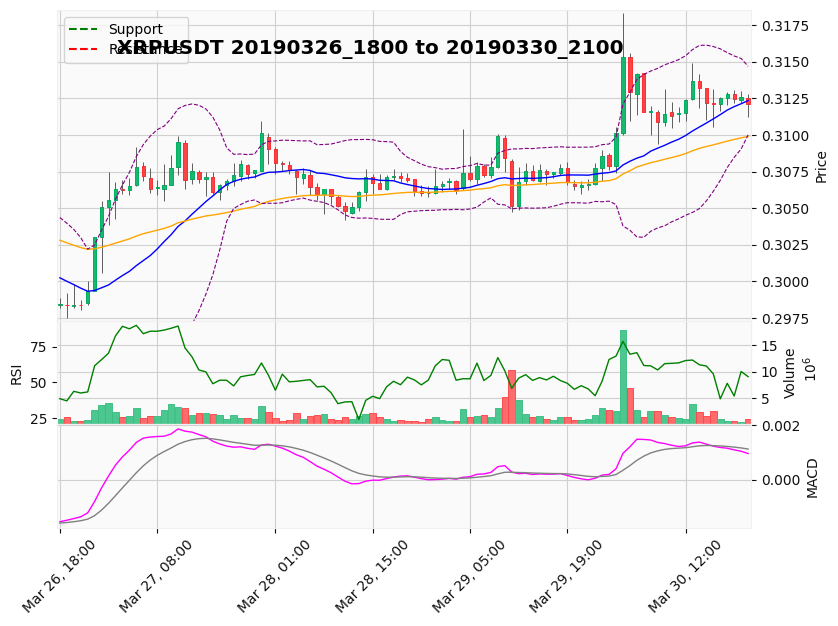 Support
Resistance
XRPUSDT 20190326_1800 to 20190330_2100
0.3175
0.3150
0.3125
0.3100
0.3075
0.3050
0.3025
0.3000
0.2975
Price
75
50
25
RSI
15
10
5
Volume
10^6
0.002
0.000
MACD
Mar 26, 18:00
Mar 27, 08:00
Mar 28, 01:00
Mar 28, 15:00
Mar 29, 05:00
Mar 29, 19:00
Mar 30, 12:00